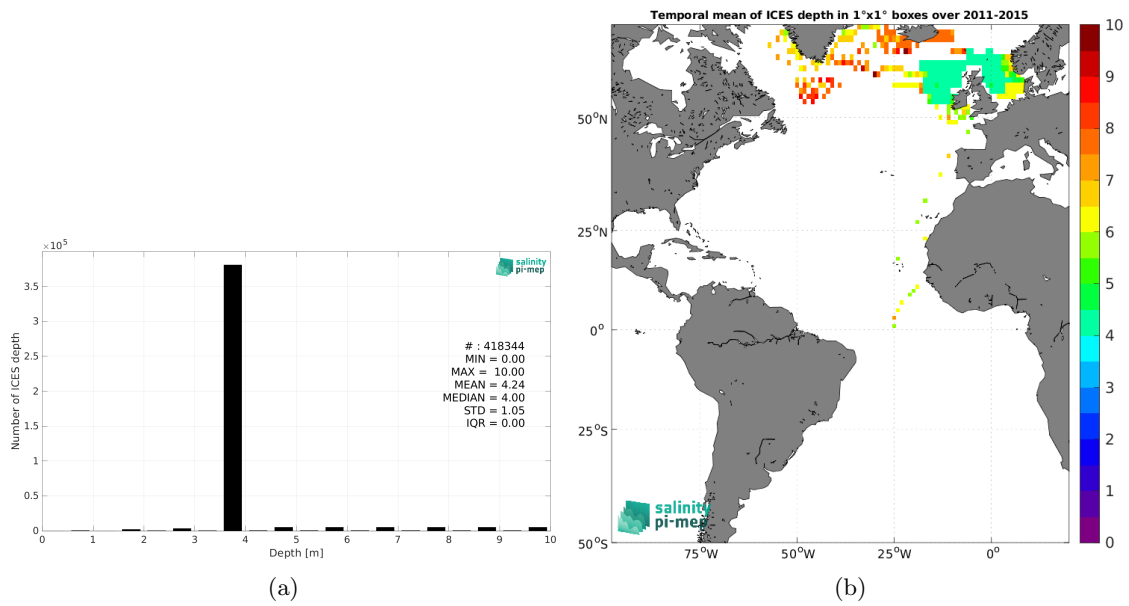 ×10⁵
3.5
3
2.5
2
1.5
1
0.5
0
Number of ICES depth
salinity
pi-mep
# : 418344
MIN = 0.00
MAX = 10.00
MEAN = 4.24
MEDIAN = 4.00
STD = 1.05
IQR = 0.00
0 1 2 3 4 5 6 7 8 9 10
Depth [m]
(a)
Temporal mean of ICES depth in 1°x1° boxes over 2011-2015
50°N
25°N
0°
25°S
50°S
75°W 50°W 25°W 0°
salinity
pi-mep
10
9
8
7
6
5
4
3
2
1
0
(b)